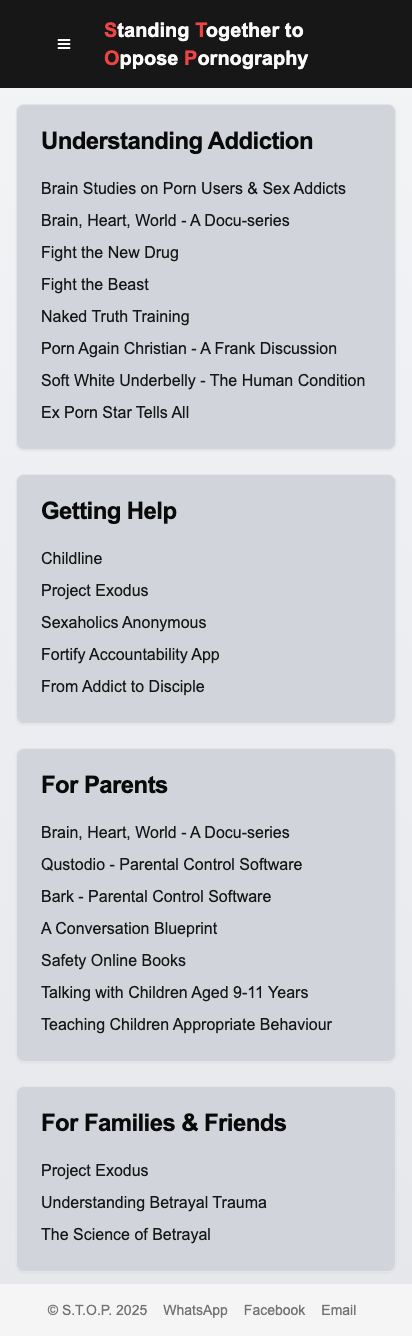 Standing Together to
Oppose Pornography
Understanding Addiction
Brain Studies on Porn Users & Sex Addicts
Brain, Heart, World - A Docu-series
Fight the New Drug
Fight the Beast
Naked Truth Training
Porn Again Christian - A Frank Discussion
Soft White Underbelly - The Human Condition
Ex Porn Star Tells All
Getting Help
Childline
Project Exodus
Sexaholics Anonymous
Fortify Accountability App
From Addict to Disciple
For Parents
Brain, Heart, World - A Docu-series
Qustodio - Parental Control Software
Bark - Parental Control Software
A Conversation Blueprint
Safety Online Books
Talking with Children Aged 9-11 Years
Teaching Children Appropriate Behaviour
For Families & Friends
Project Exodus
Understanding Betrayal Trauma
The Science of Betrayal
© S.T.O.P. 2025 WhatsApp Facebook Email